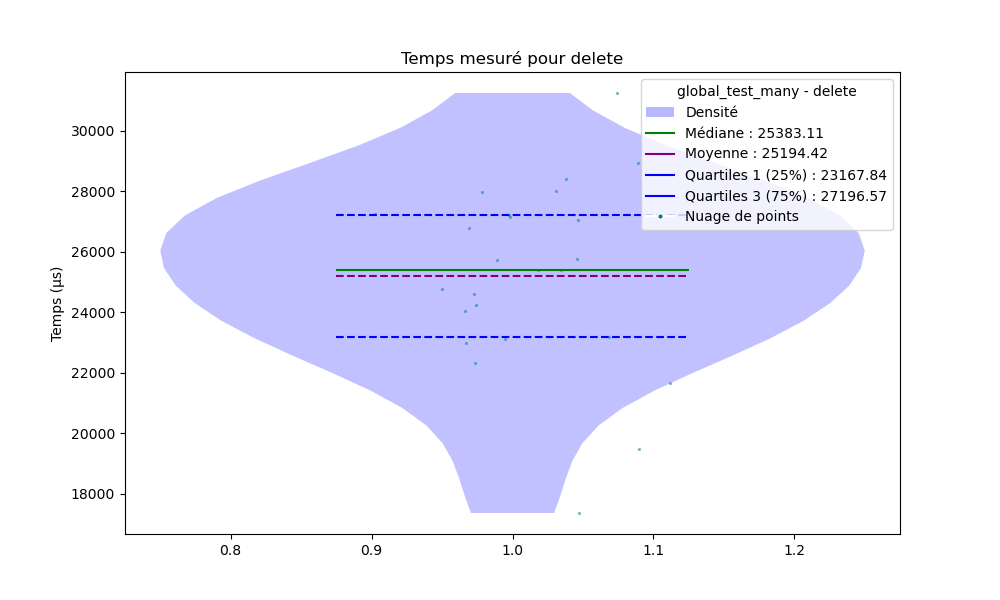 Temps mesuré pour delete
global_test_many - delete
Densité
Médiane : 25383.11
Moyenne : 25194.42
Quartiles 1 (25%) : 23167.84
Quartiles 3 (75%) : 27196.57
Nuage de points
Temps (µs)
30000
28000
26000
24000
22000
20000
18000
0.8
0.9
1.0
1.1
1.2